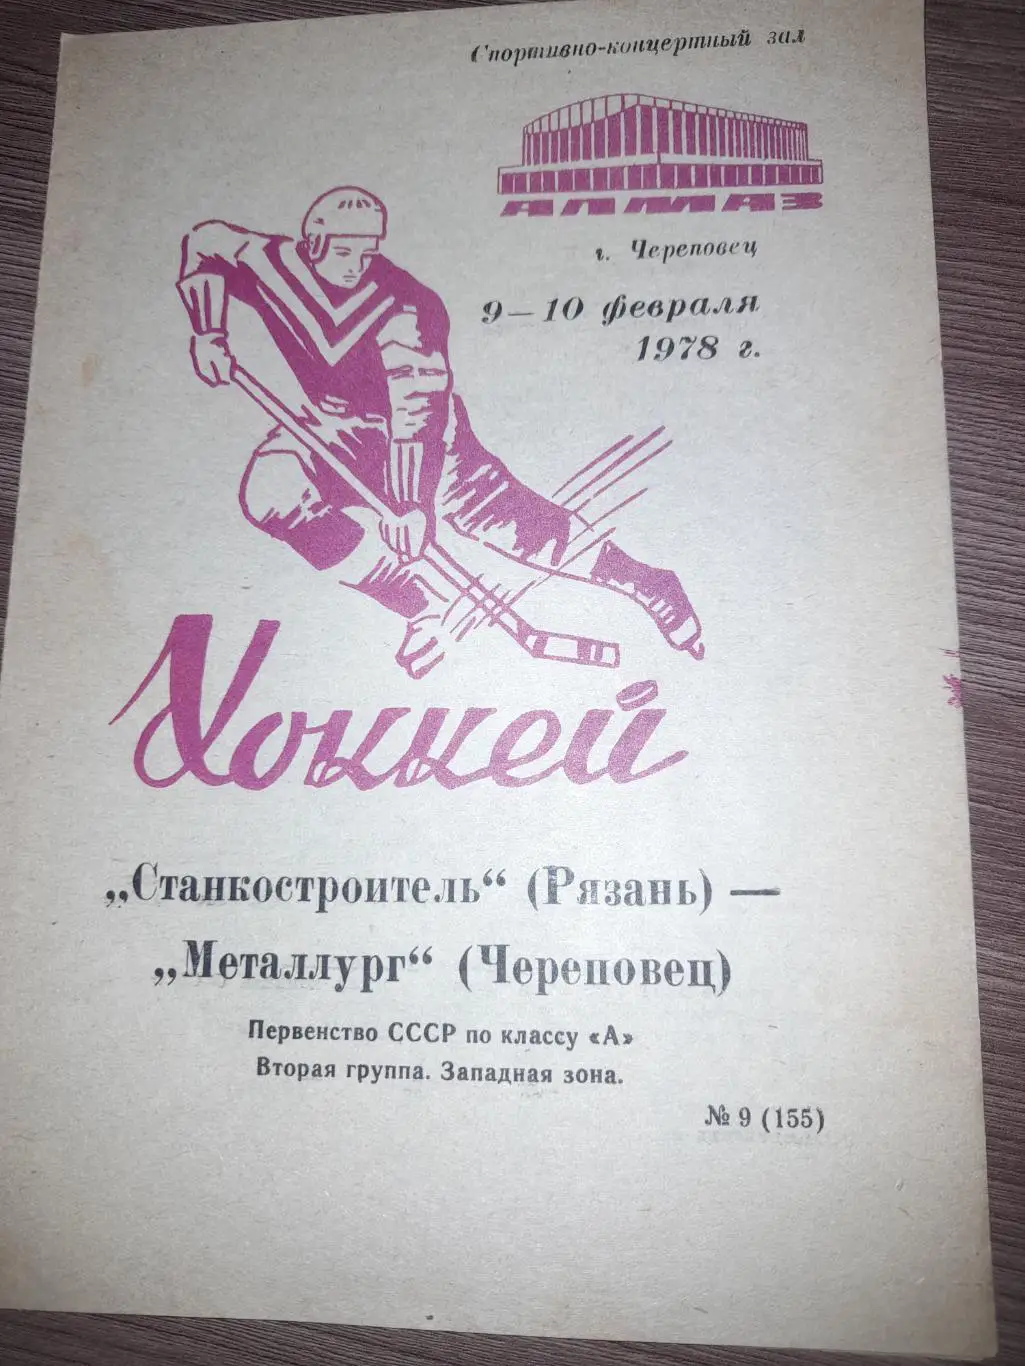 Спортивно-концертный зал
АЛМАЗ
г. Череповец
9—10 февраля
1978 г.
Хоккей
„Станкостроитель“ (Рязань) —
„Металлург“ (Череповец)
Первенство СССР по классу «А»
Вторая группа. Западная зона.
№ 9 (155)